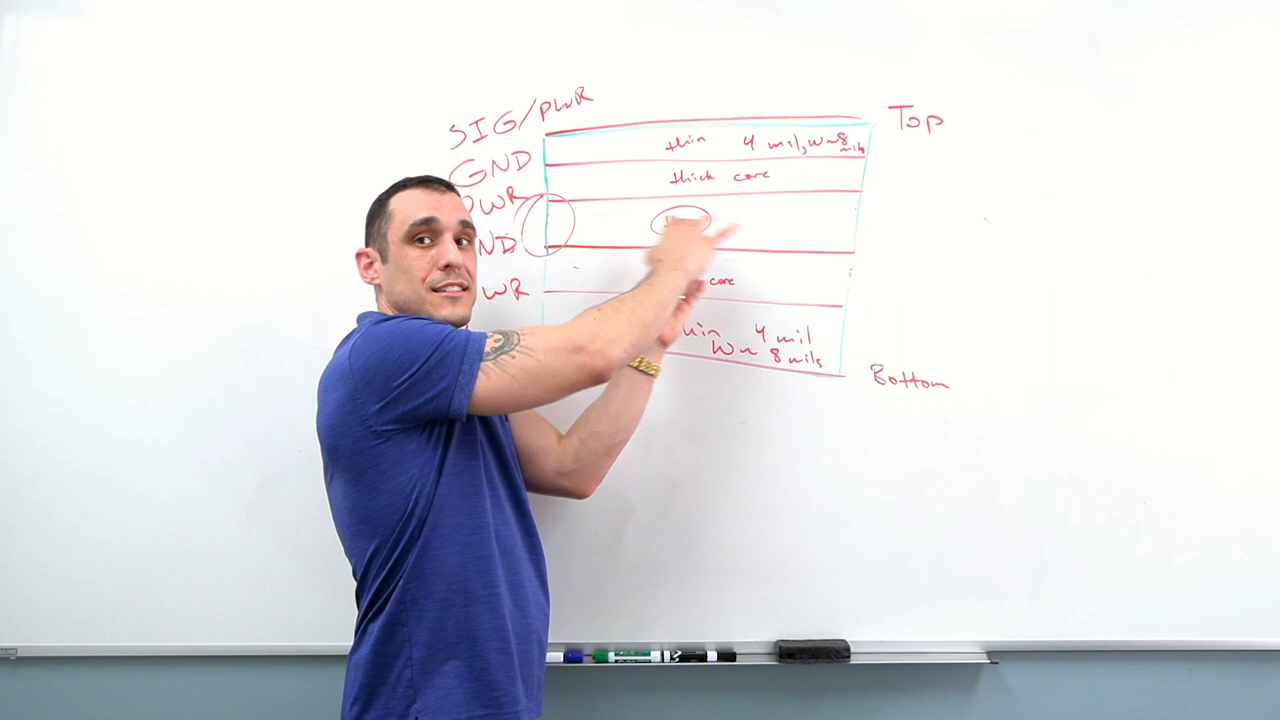 SIG/PWR
Top
thin 4 mil, W~8 mils
GND
thick core
PWR
ND
core
WR
hin 4 mil
W~ 8 mils
Bottom